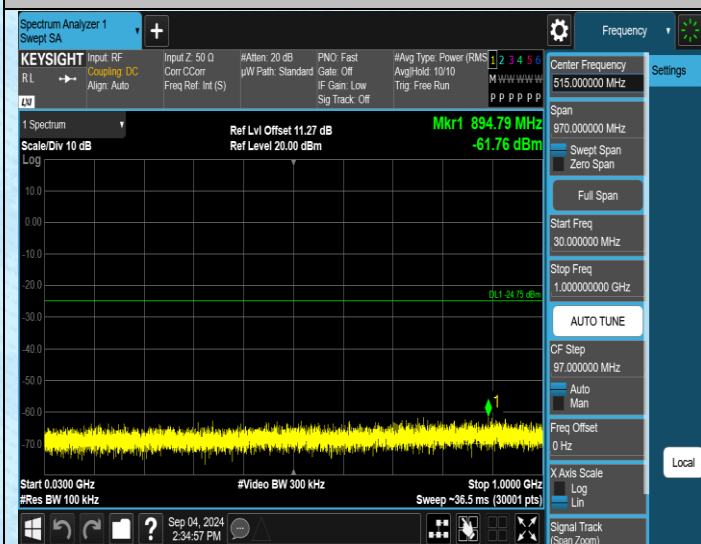 Spectrum Analyzer 1
Swept SA
+
Frequency
KEYSIGHT
RL
LXI
Input: RF
Coupling: DC
Align: Auto
Input Z: 50 Ω
Corr CCorr
Freq Ref: Int (S)
#Atten: 20 dB
µW Path: Standard
PNO: Fast
Gate: Off
IF Gain: Low
Sig Track: Off
#Avg Type: Power (RMS
Avg|Hold: 10/10
Trig: Free Run
1 2 3 4 5 6
M W W W W W
P P P P P P
1 Spectrum
Scale/Div 10 dB
Log
Ref Lvl Offset 11.27 dB
Ref Level 20.00 dBm
Mkr1 894.79 MHz
-61.76 dBm
10.0
0.00
-10.0
-20.0
-30.0
-40.0
-50.0
-60.0
-70.0
DL1 -24.75 dBm
1
Start 0.0300 GHz
#Res BW 100 kHz
#Video BW 300 kHz
Stop 1.0000 GHz
Sweep ~36.5 ms (30001 pts)
?
Sep 04, 2024
2:34:57 PM
Center Frequency
515.000000 MHz
Span
970.000000 MHz
Swept Span
Zero Span
Full Span
Start Freq
30.000000 MHz
Stop Freq
1.000000000 GHz
AUTO TUNE
CF Step
97.000000 MHz
Auto
Man
Freq Offset
0 Hz
X Axis Scale
Log
Lin
Signal Track
(Span Zoom)
Settings
Local